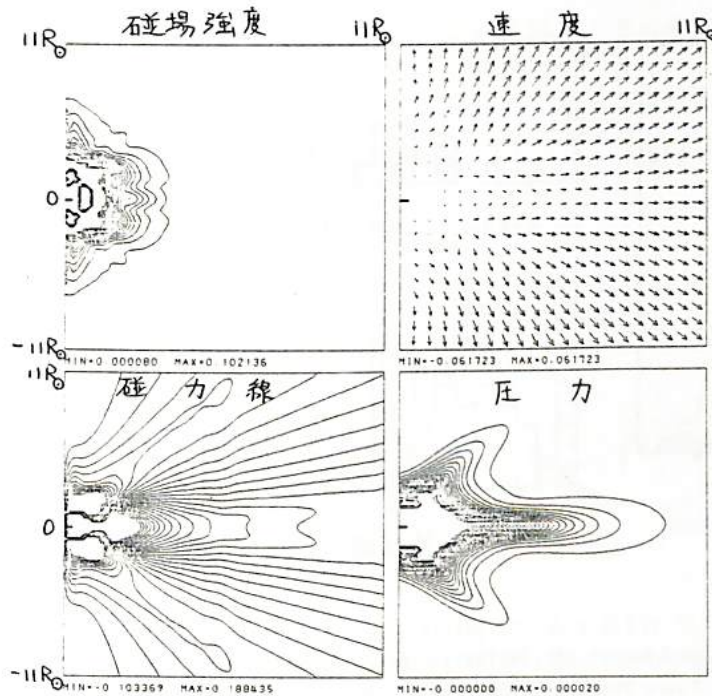 磁場強度
速度
11R⊙
11R⊙
11R⊙
0
-11R⊙
MIN=0.000080 MAX=0.102136
MIN=-0.061723 MAX=0.061723
磁力線
圧力
11R⊙
0
-11R⊙
MIN=-0.103369 MAX=0.188435
MIN=-0.000000 MAX=0.000020